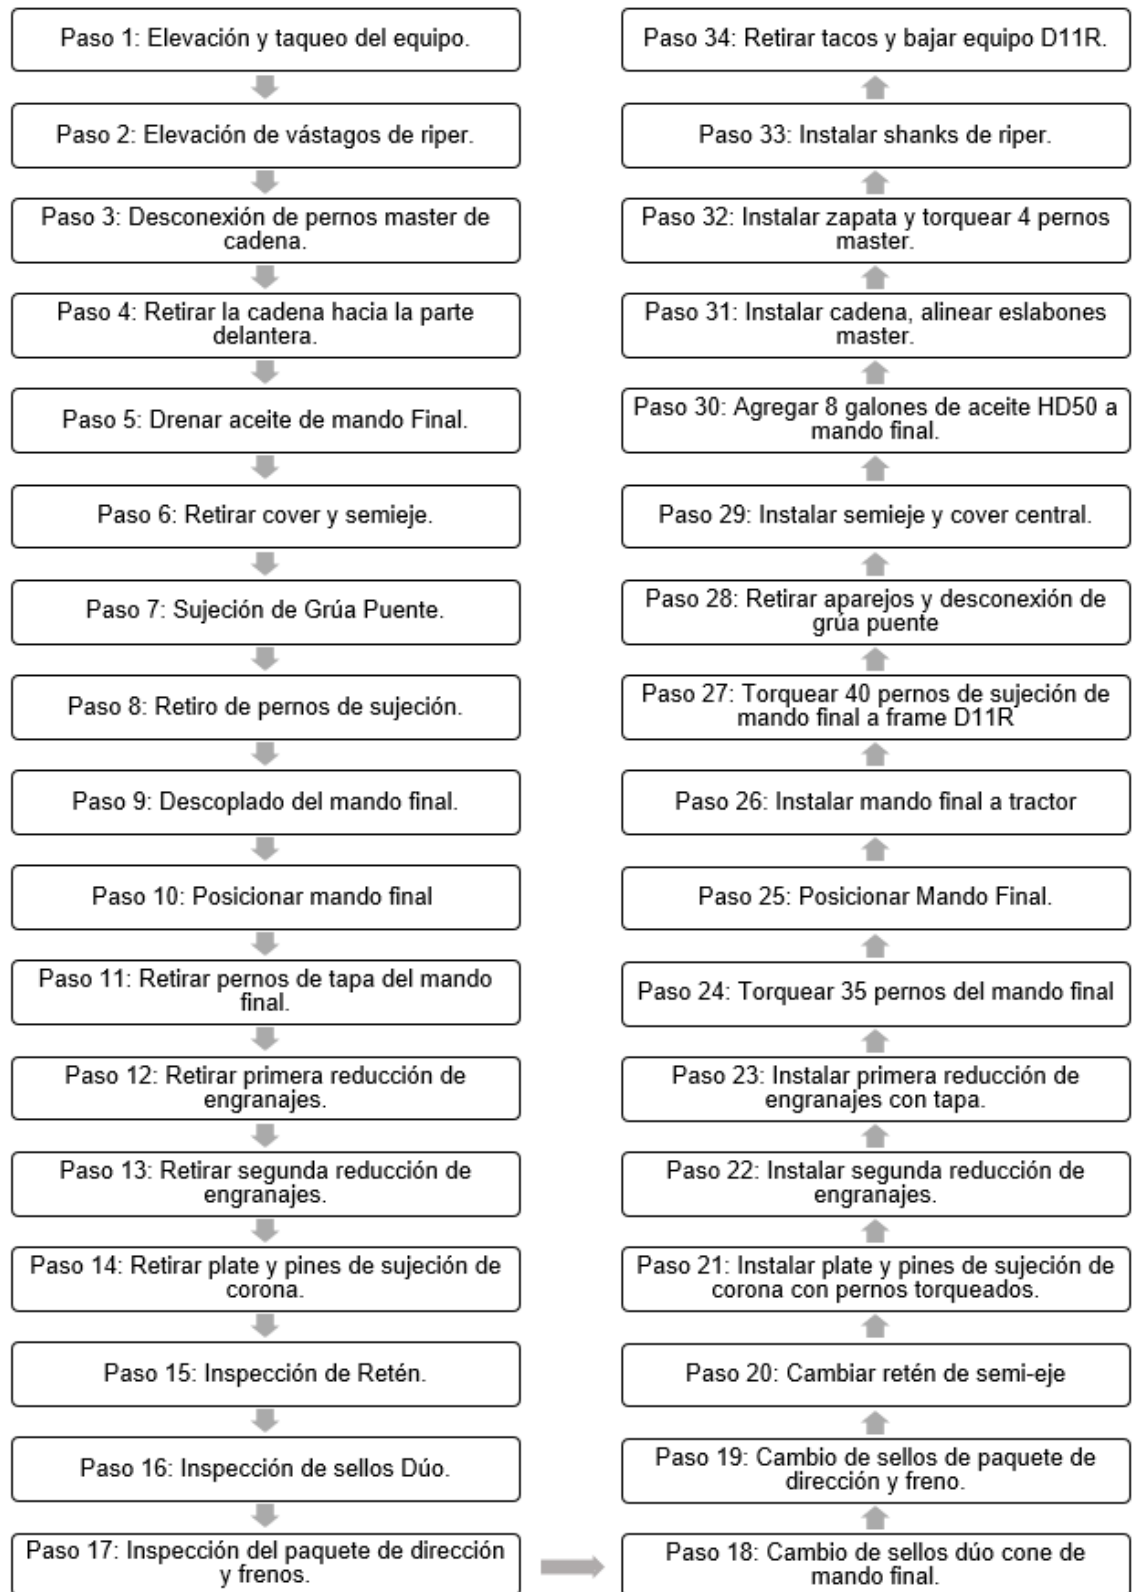 Paso 1: Elevación y taqueo del equipo.
Paso 2: Elevación de vástagos de riper.
Paso 3: Desconexión de pernos master de
cadena.
Paso 4: Retirar la cadena hacia la parte
delantera.
Paso 5: Drenar aceite de mando Final.
Paso 6: Retirar cover y semieje.
Paso 7: Sujeción de Grúa Puente.
Paso 8: Retiro de pernos de sujeción.
Paso 9: Descoplado del mando final.
Paso 10: Posicionar mando final
Paso 11: Retirar pernos de tapa del mando
final.
Paso 12: Retirar primera reducción de
engranajes.
Paso 13: Retirar segunda reducción de
engranajes.
Paso 14: Retirar plate y pines de sujeción de
corona.
Paso 15: Inspección de Retén.
Paso 16: Inspección de sellos Dúo.
Paso 17: Inspección del paquete de dirección
y frenos.
Paso 18: Cambio de sellos dúo cone de
mando final.
Paso 19: Cambio de sellos de paquete de
dirección y freno.
Paso 20: Cambiar retén de semi-eje
Paso 21: Instalar plate y pines de sujeción de
corona con pernos torqueados.
Paso 22: Instalar segunda reducción de
engranajes.
Paso 23: Instalar primera reducción de
engranajes con tapa.
Paso 24: Torquear 35 pernos del mando final
Paso 25: Posicionar Mando Final.
Paso 26: Instalar mando final a tractor
Paso 27: Torquear 40 pernos de sujeción de
mando final a frame D11R
Paso 28: Retirar aparejos y desconexión de
grúa puente
Paso 29: Instalar semieje y cover central.
Paso 30: Agregar 8 galones de aceite HD50 a
mando final.
Paso 31: Instalar cadena, alinear eslabones
master.
Paso 32: Instalar zapata y torquear 4 pernos
master.
Paso 33: Instalar shanks de riper.
Paso 34: Retirar tacos y bajar equipo D11R.